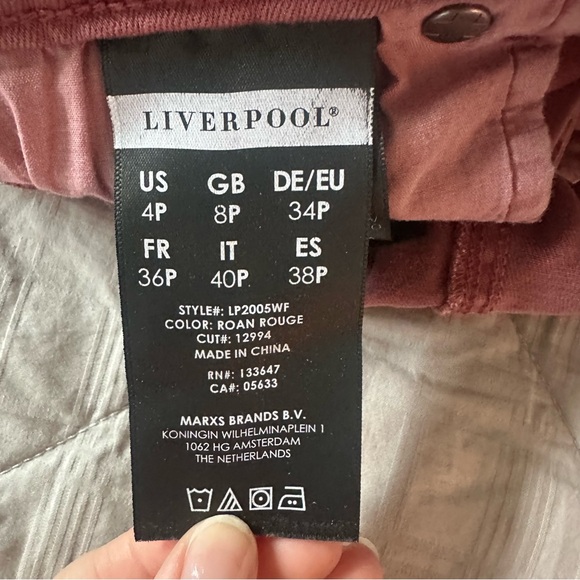 LIVERPOOL®
US GB DE/EU
4P 8P 34P
FR IT ES
36P 40P 38P
STYLE#: LP2005WF
COLOR: ROAN ROUGE
CUT#: 12994
MADE IN CHINA
RN#: 133647
CA#: 05633
MARXS BRANDS B.V.
KONINGIN WILHELMINAPLEIN 1
1062 HG AMSTERDAM
THE NETHERLANDS